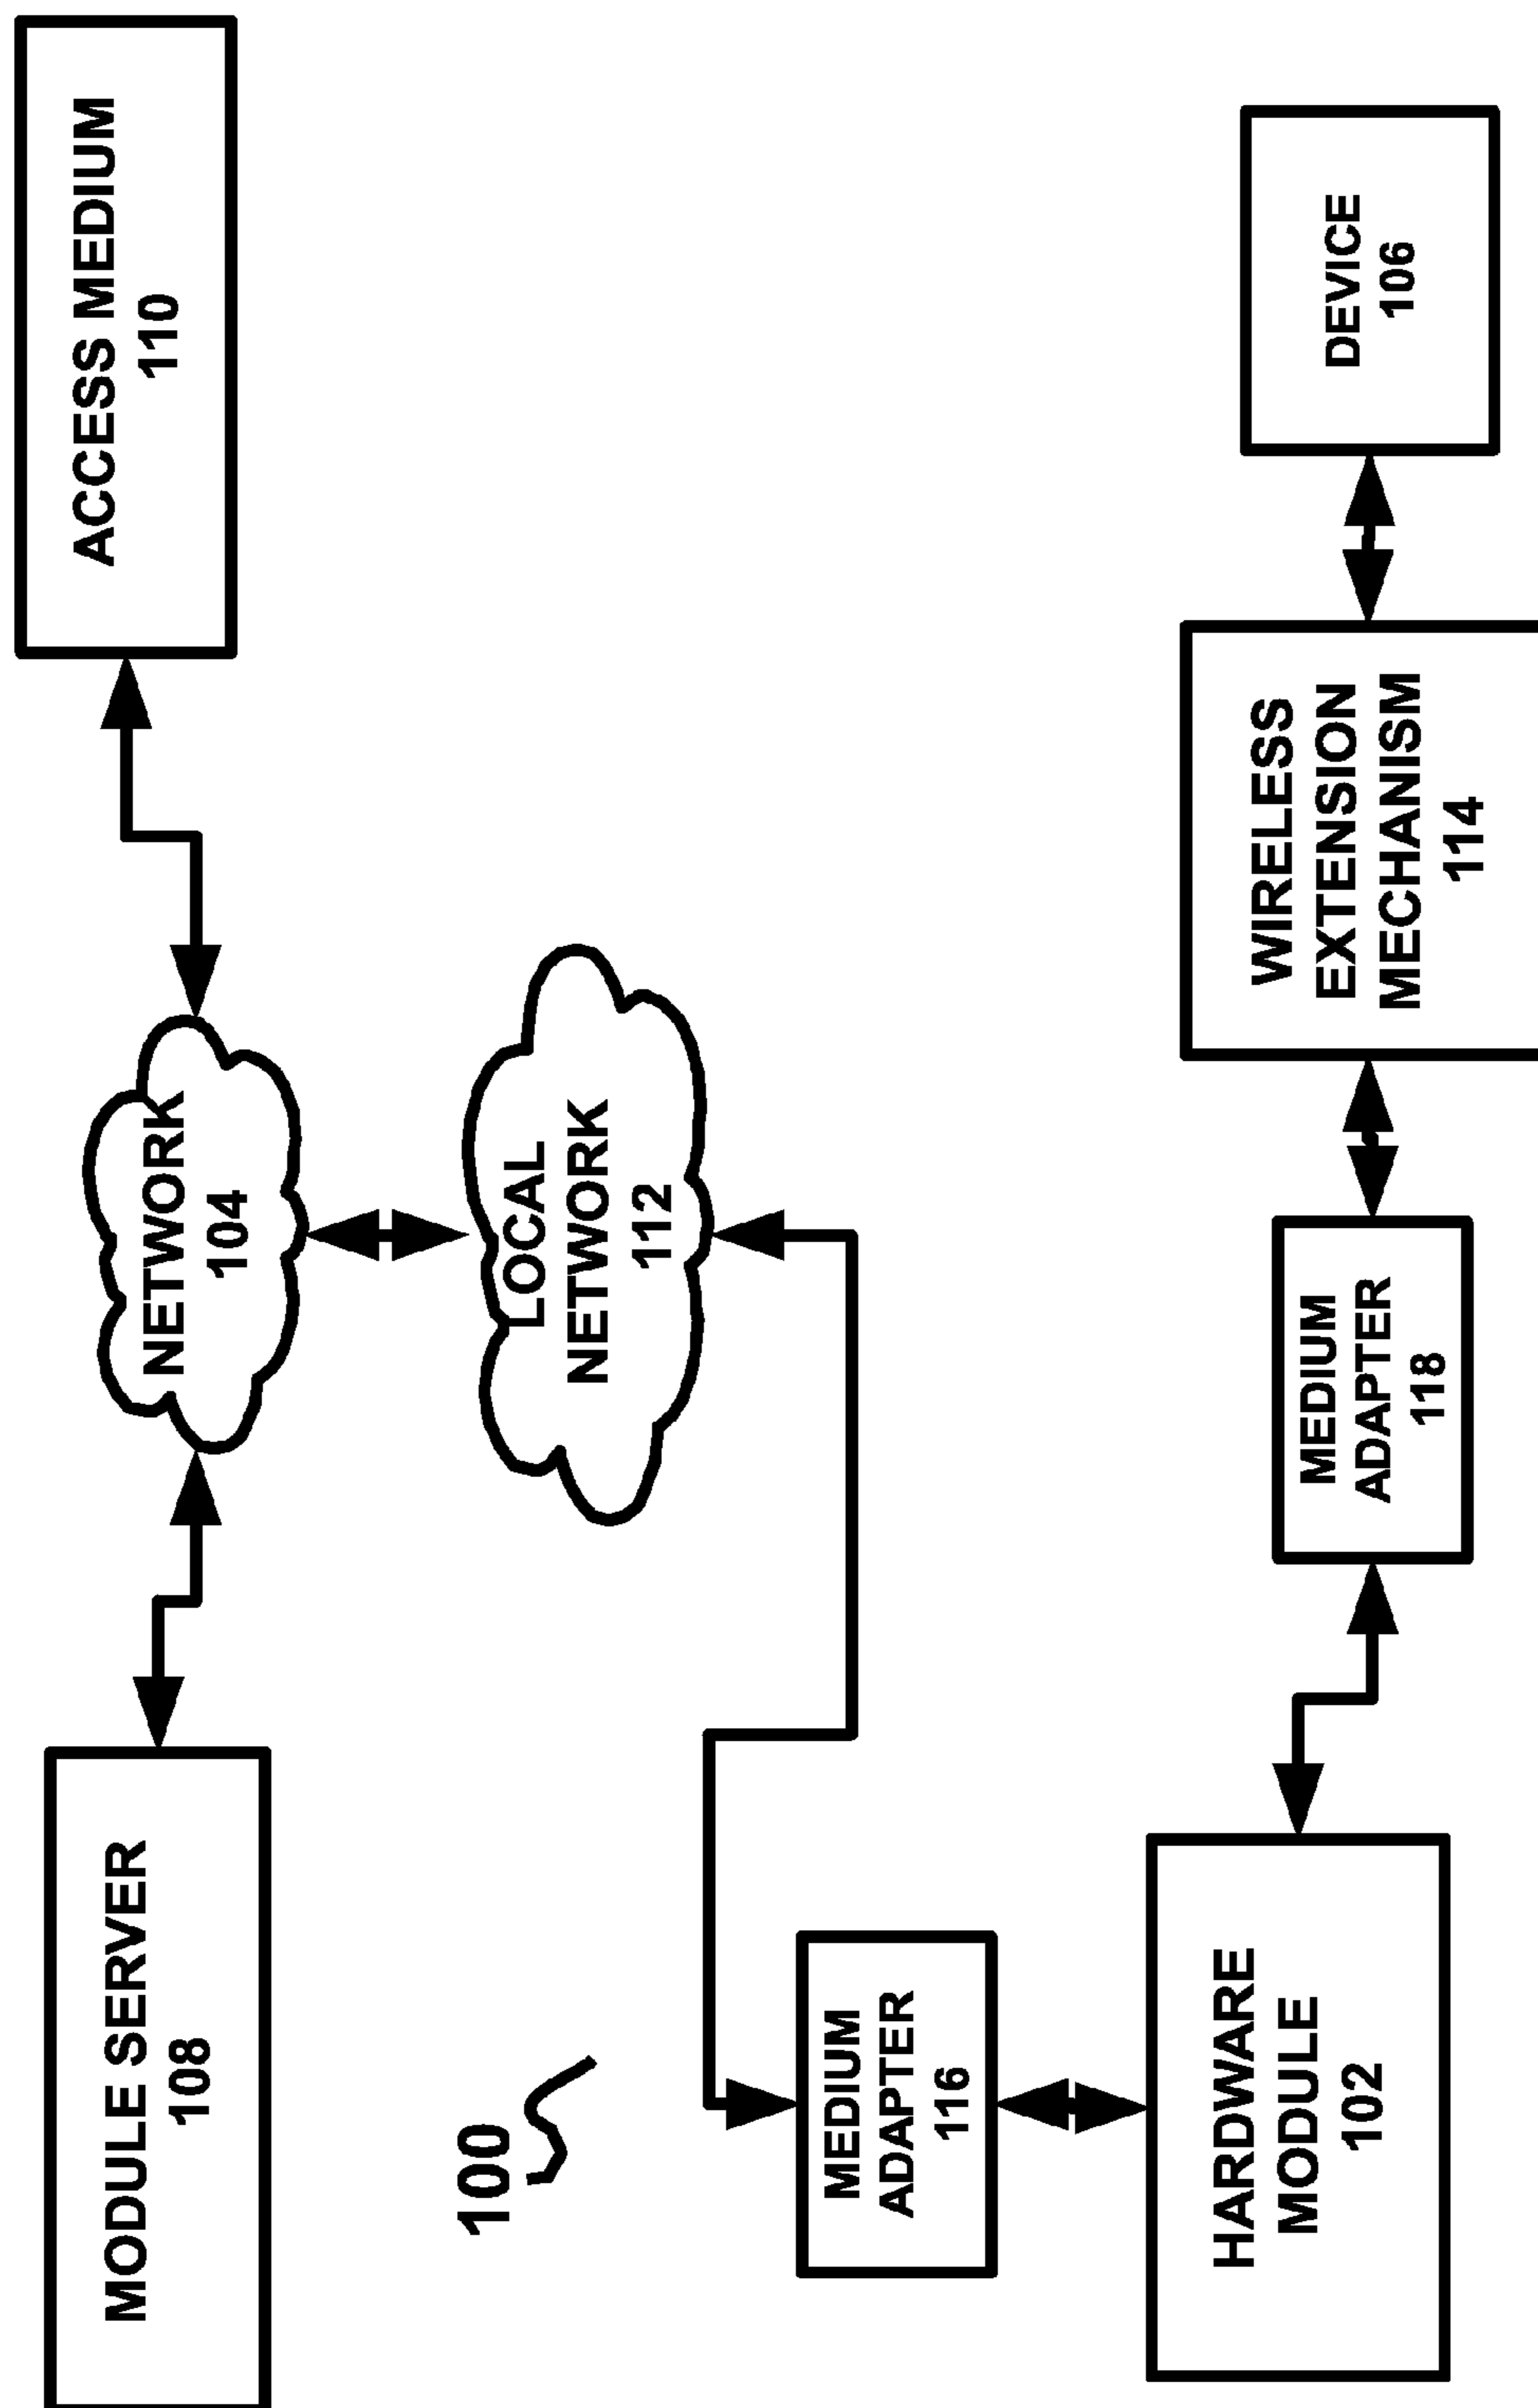 MODULE SERVER
108
NETWORK
104
ACCESS MEDIUM
110
100
LOCAL
NETWORK
112
MEDIUM
ADAPTER
116
HARDWARE
MODULE
102
MEDIUM
ADAPTER
118
WIRELESS
EXTENSION
MECHANISM
114
DEVICE
106